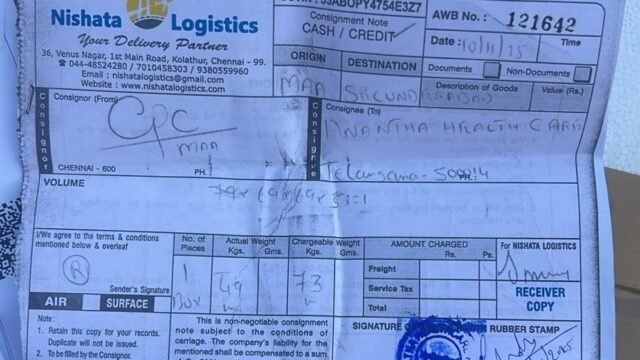 Nishata Logistics
Your Delivery Partner
36, Venus Nagar, 1st Main Road, Kolathur, Chennai - 99.
044-48524280 / 7010458303 / 9380559960
Email : nishatalogistics@gmail.com
Website : www.nishatalogistics.com
33ABOPY4754E3Z7
Consignment Note
CASH / CREDIT
AWB No. : 121642
Date : 10/11/25 Time
ORIGIN DESTINATION
Documents Non-Documents
Description of Goods Value (Rs.)
MAA
Consignor
Consignor (From)
CPC
MAA
CHENNAI - 600 PH. :
Consignee
Consignee (To)
HEALTH CARE
Telangana - 500014
PH. :
VOLUME
I/We agree to the terms & conditions mentioned below & overleaf
R
Sender's Signature
No. of Pieces
1
Box
Actual Weight
Kgs. Gms.
49
Chargeable Weight
Kgs. Gms.
73
AMOUNT CHARGED
Rs. Ps.
Freight
Service Tax
Total
For NISHATA LOGISTICS
RECEIVER COPY
AIR SURFACE
Note :
1. Retain this copy for your records.
Duplicate will not be issued.
2. To be filled by the Consignor.
This is non-negotiable consignment
note subject to the conditions of
carriage. The company's liability for
the mentioned shall be compensated to a sum
SIGNATURE RUBBER STAMP